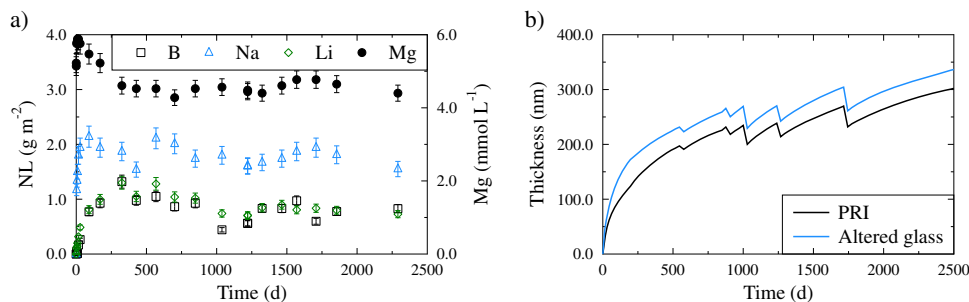 a)
4.0
3.0
2.0
1.0
0.0
NL (g m⁻²)
B Na Li Mg
6.0
4.0
2.0
0.0
Mg (mmol L⁻¹)
0 500 1000 1500 2000 2500
Time (d)
b)
400.0
300.0
200.0
100.0
0.0
Thickness (nm)
PRI
Altered glass
0 500 1000 1500 2000 2500
Time (d)